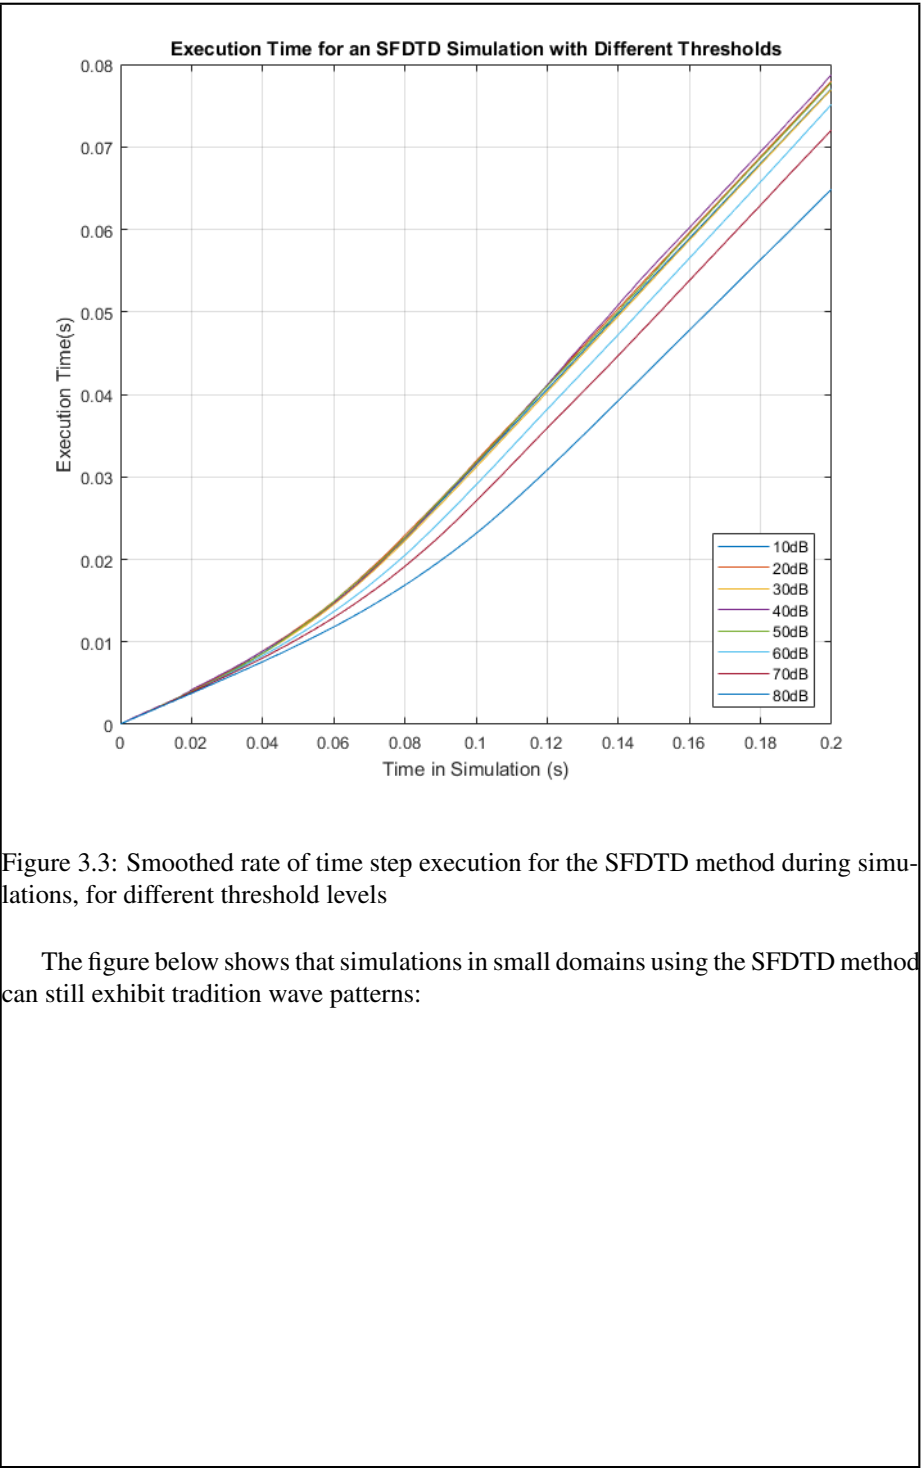 Execution Time for an SFDTD Simulation with Different Thresholds
0.08
0.07
0.06
0.05
0.04
0.03
0.02
0.01
0
Execution Time(s)
10dB
20dB
30dB
40dB
50dB
60dB
70dB
80dB
0 0.02 0.04 0.06 0.08 0.1 0.12 0.14 0.16 0.18 0.2
Time in Simulation (s)
Figure 3.3: Smoothed rate of time step execution for the SFDTD method during simu-
lations, for different threshold levels
The figure below shows that simulations in small domains using the SFDTD method
can still exhibit tradition wave patterns: